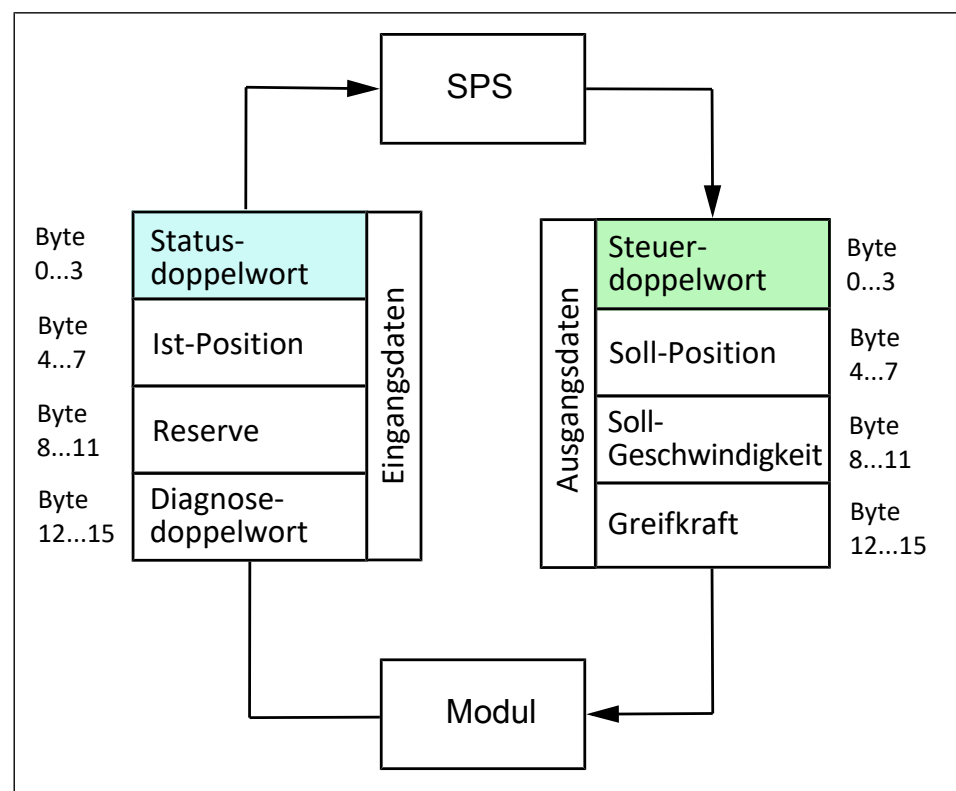 SPS
Byte
0...3
Status-
doppelwort
Byte
4...7
Ist-Position
Byte
8...11
Reserve
Byte
12...15
Diagnose-
doppelwort
Eingangsdaten
Ausgangsdaten
Steuer-
doppelwort
Byte
0...3
Soll-Position
Byte
4...7
Soll-
Geschwindigkeit
Byte
8...11
Greifkraft
Byte
12...15
Modul